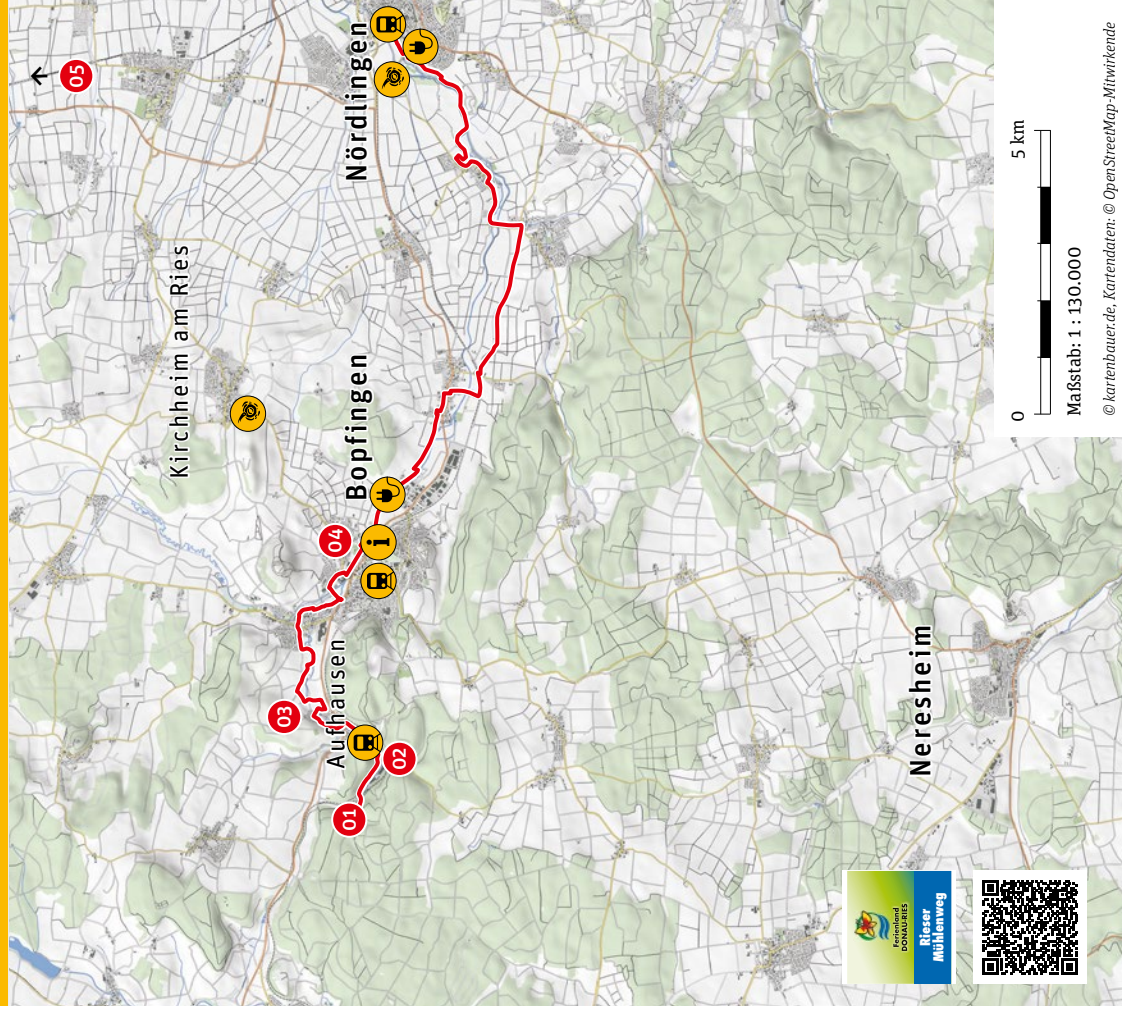 05
Nördlingen
Kirchheim am Ries
Bopfingen
04
i
03
Aufhausen
02
01
Neresheim
Ferienland
DONAU-RIES
Rieser
Mühlenweg
0 5 km
Maßstab: 1 : 130.000
© kartenbauer.de, Kartendaten: © OpenStreetMap-Mitwirkende